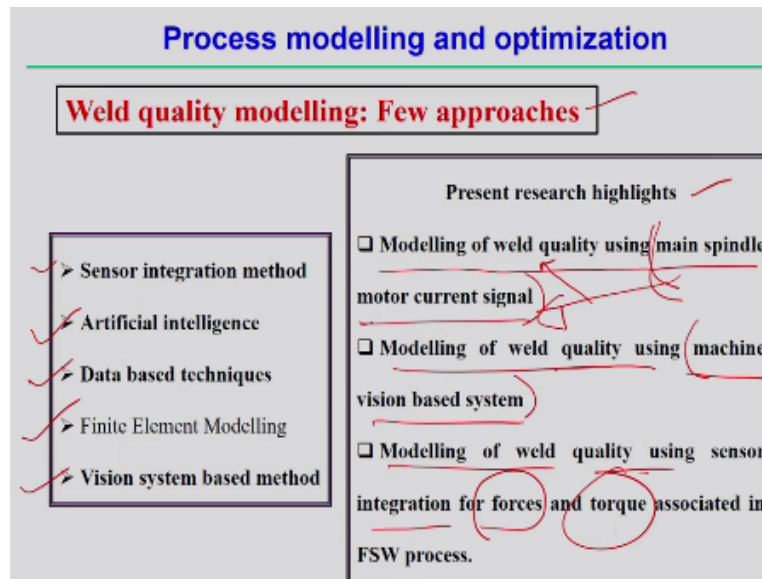 Process modelling and optimization
Weld quality modelling: Few approaches
➢ Sensor integration method
➢ Artificial intelligence
➢ Data based techniques
➢ Finite Element Modelling
➢ Vision system based method
Present research highlights
❑ Modelling of weld quality using main spindle
motor current signal
❑ Modelling of weld quality using machine
vision based system
❑ Modelling of weld quality using sensor
integration for forces and torque associated in
FSW process.